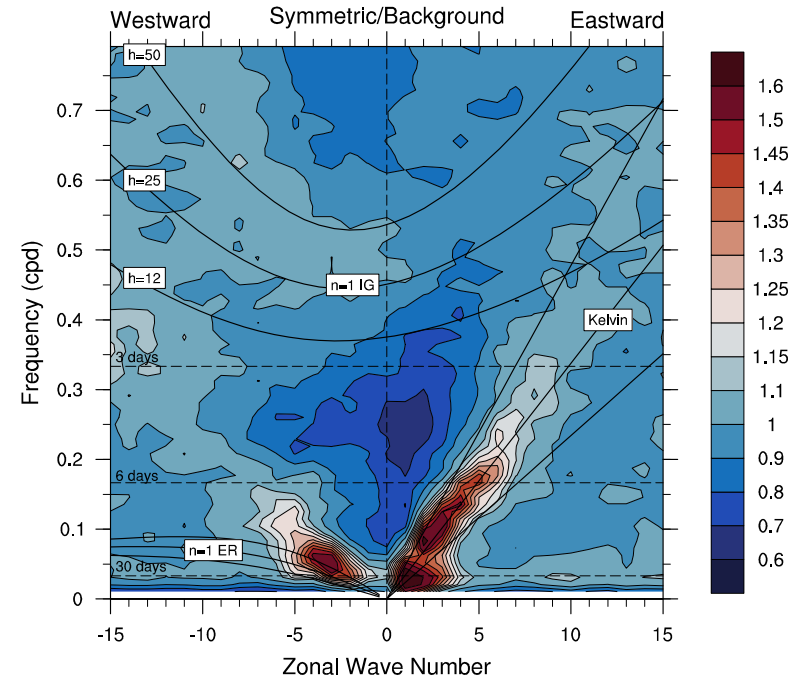 Westward Symmetric/Background Eastward
h=50
h=25
h=12
n=1 IG
Kelvin
3 days
6 days
n=1 ER
30 days
Frequency (cpd)
0.7
0.6
0.5
0.4
0.3
0.2
0.1
0
-15 -10 -5 0 5 10 15
Zonal Wave Number
1.6
1.5
1.45
1.4
1.35
1.3
1.25
1.2
1.15
1.1
1
0.9
0.8
0.7
0.6